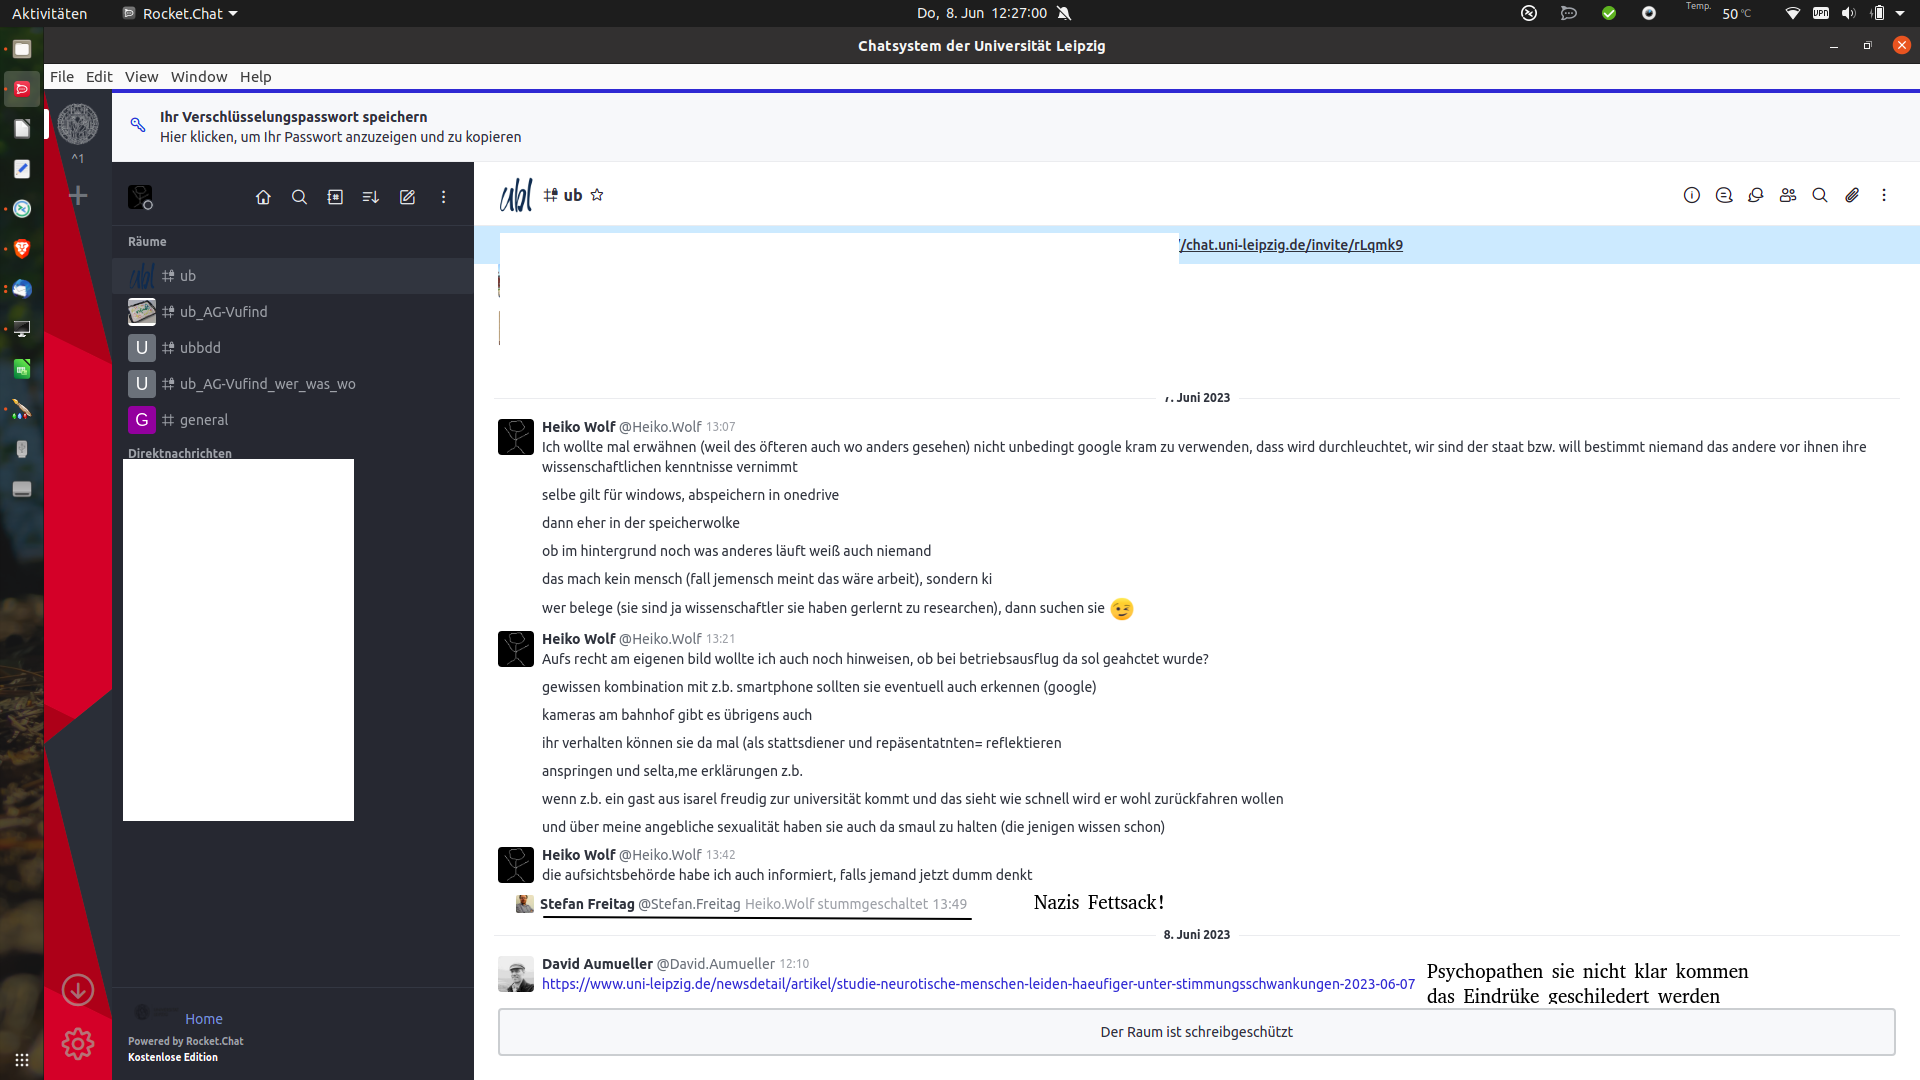 Aktivitäten
Rocket.Chat
Do, 8. Jun 12:27:00
Temp.
50 °C
VPN
Chatsystem der Universität Leipzig
File Edit View Window Help
Ihr Verschlüsselungspasswort speichern
Hier klicken, um Ihr Passwort anzuzeigen und zu kopieren
^1
ubl
ub
//chat.uni-leipzig.de/invite/rLqmk9
Räume
ubl
ub
ub_AG-Vufind
U
ubbdd
U
ub_AG-Vufind_wer_was_wo
G
general
Direktnachrichten
7. Juni 2023
Heiko Wolf @Heiko.Wolf 13:07
Ich wollte mal erwähnen (weil des öfteren auch wo anders gesehen) nicht unbedingt google kram zu verwenden, dass wird durchleuchtet, wir sind der staat bzw. will bestimmt niemand das andere vor ihnen ihre
wissenschaftlichen kenntnisse vernimmt
selbe gilt für windows, abspeichern in onedrive
dann eher in der speicherwolke
ob im hintergrund noch was anderes läuft weiß auch niemand
das mach kein mensch (fall jemensch meint das wäre arbeit), sondern ki
wer belege (sie sind ja wissenschaftler sie haben gerlernt zu researchen), dann suchen sie 😉
Heiko Wolf @Heiko.Wolf 13:21
Aufs recht am eigenen bild wollte ich auch noch hinweisen, ob bei betriebsausflug da sol geahctet wurde?
gewissen kombination mit z.b. smartphone sollten sie eventuell auch erkennen (google)
kameras am bahnhof gibt es übrigens auch
ihr verhalten können sie da mal (als stattsdiener und repäsentatnten= reflektieren
anspringen und selta,me erklärungen z.b.
wenn z.b. ein gast aus isarel freudig zur universität kommt und das sieht wie schnell wird er wohl zurückfahren wollen
und über meine angebliche sexualität haben sie auch da smaul zu halten (die jenigen wissen schon)
Heiko Wolf @Heiko.Wolf 13:42
die aufsichtsbehörde habe ich auch informiert, falls jemand jetzt dumm denkt
Stefan Freitag @Stefan.Freitag Heiko.Wolf stummgeschaltet 13:49
Nazis Fettsack!
8. Juni 2023
David Aumueller @David.Aumueller 12:10
https://www.uni-leipzig.de/newsdetail/artikel/studie-neurotische-menschen-leiden-haeufiger-unter-stimmungsschwankungen-2023-06-07
Psychopathen sie nicht klar kommen
das Eindrüke geschiledert werden
Der Raum ist schreibgeschützt
Home
Powered by Rocket.Chat
Kostenlose Edition